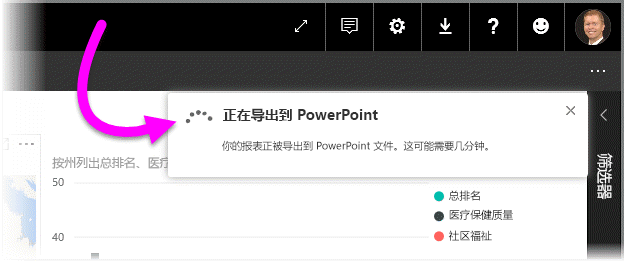 正在导出到 PowerPoint
你的报表正被导出到 PowerPoint 文件。这可能需要几分钟。
按州列出总排名、医疗
50
40
总排名
医疗保健质量
社区福祉
筛选器